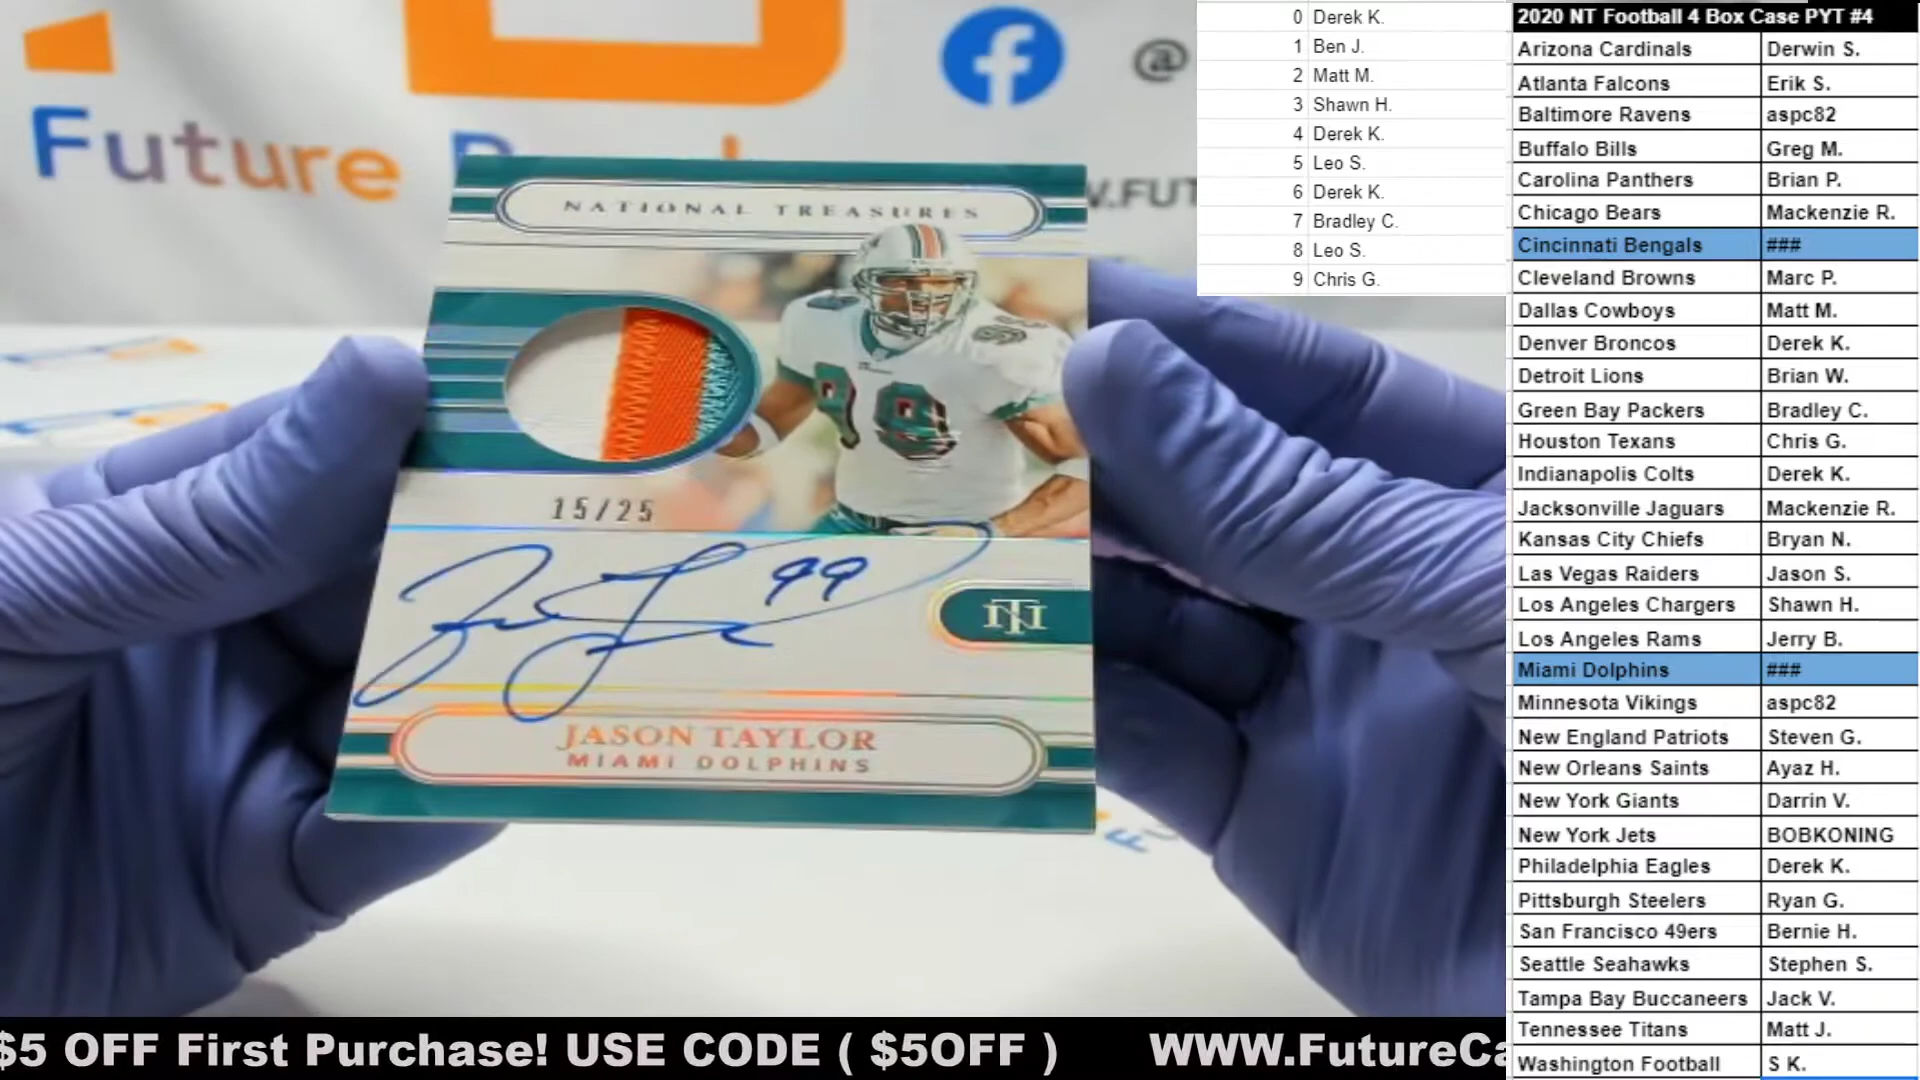 Future
@
W.FUT
NATIONAL TREASURES
99
15/25
99
NT
JASON TAYLOR
MIAMI DOLPHINS
0 Derek K.
1 Ben J.
2 Matt M.
3 Shawn H.
4 Derek K.
5 Leo S.
6 Derek K.
7 Bradley C.
8 Leo S.
9 Chris G.
2020 NT Football 4 Box Case PYT #4
Arizona Cardinals Derwin S.
Atlanta Falcons Erik S.
Baltimore Ravens aspc82
Buffalo Bills Greg M.
Carolina Panthers Brian P.
Chicago Bears Mackenzie R.
Cincinnati Bengals ###
Cleveland Browns Marc P.
Dallas Cowboys Matt M.
Denver Broncos Derek K.
Detroit Lions Brian W.
Green Bay Packers Bradley C.
Houston Texans Chris G.
Indianapolis Colts Derek K.
Jacksonville Jaguars Mackenzie R.
Kansas City Chiefs Bryan N.
Las Vegas Raiders Jason S.
Los Angeles Chargers Shawn H.
Los Angeles Rams Jerry B.
Miami Dolphins ###
Minnesota Vikings aspc82
New England Patriots Steven G.
New Orleans Saints Ayaz H.
New York Giants Darrin V.
New York Jets BOBKONING
Philadelphia Eagles Derek K.
Pittsburgh Steelers Ryan G.
San Francisco 49ers Bernie H.
Seattle Seahawks Stephen S.
Tampa Bay Buccaneers Jack V.
Tennessee Titans Matt J.
Washington Football S K.
$5 OFF First Purchase! USE CODE ( $5OFF ) WWW.FutureCa